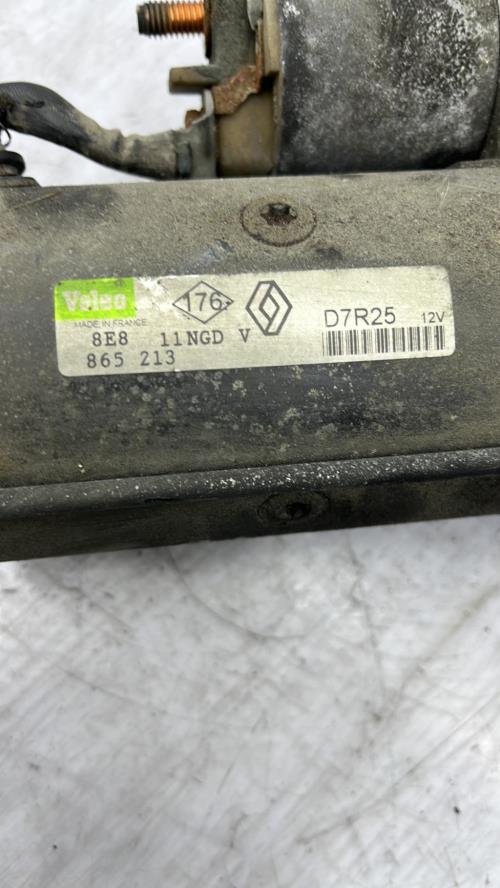 Valeo 176 D7R25 12V
MADE IN FRANCE
8E8 11NGD V
865 213